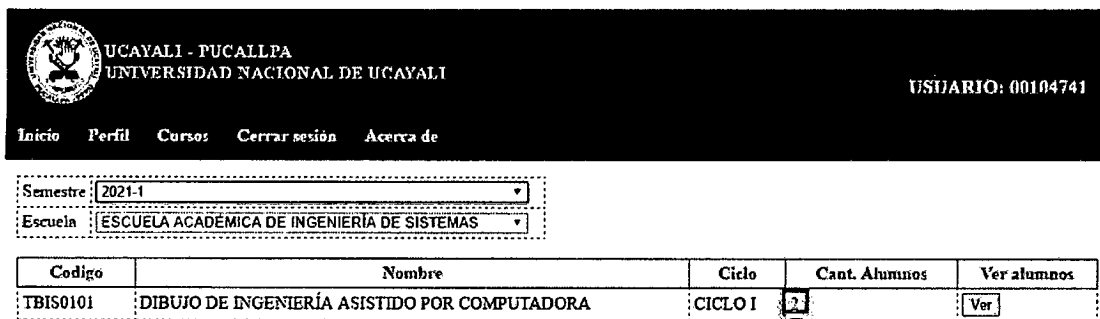 UCAYALI - PUCALLPA
UNIVERSIDAD NACIONAL DE UCAYALI
USUARIO: 00104741
Inicio Perfil Cursos Cerrar sesión Acerca de
Semestre 2021-1
Escuela ESCUELA ACADÉMICA DE INGENIERÍA DE SISTEMAS
Codigo Nombre Ciclo Cant. Alumnos Ver alumnos
TBIS0101 DIBUJO DE INGENIERÍA ASISTIDO POR COMPUTADORA CICLO I 2 Ver